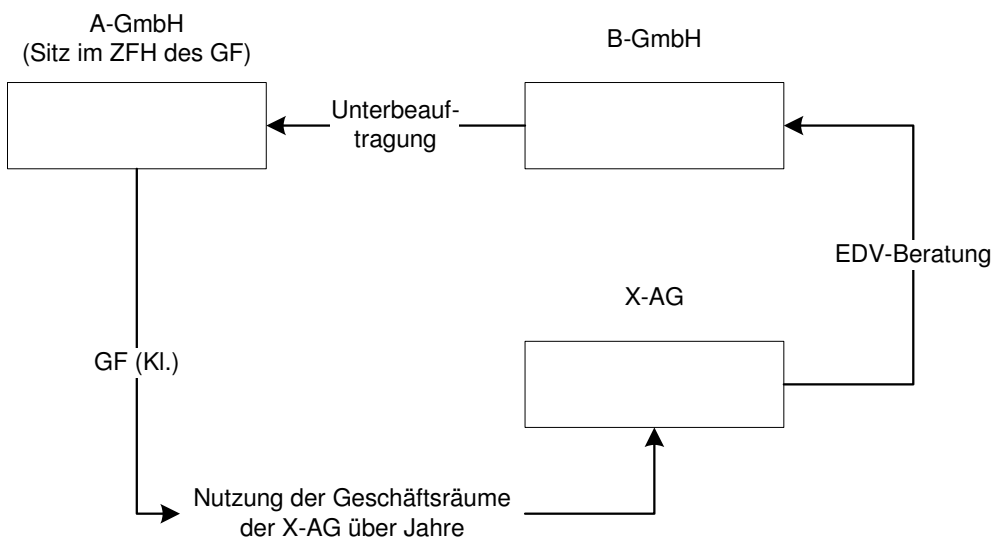 A-GmbH
(Sitz im ZFH des GF)
B-GmbH
Unterbeauf-
tragung
EDV-Beratung
X-AG
GF (Kl.)
Nutzung der Geschäftsräume
der X-AG über Jahre